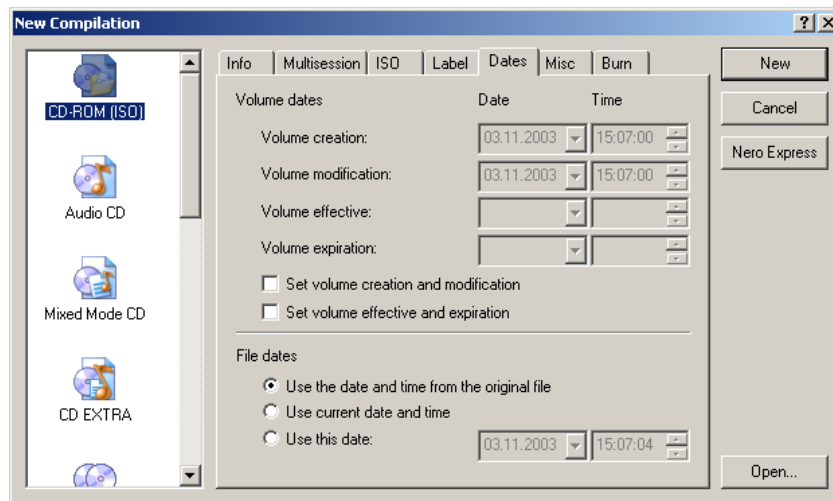 New Compilation
CD-ROM (ISO)
Audio CD
Mixed Mode CD
CD EXTRA
Info Multisession ISO Label Dates Misc Burn
Volume dates Date Time
Volume creation: 03.11.2003 15:07:00
Volume modification: 03.11.2003 15:07:00
Volume effective:
Volume expiration:
Set volume creation and modification
Set volume effective and expiration
File dates
Use the date and time from the original file
Use current date and time
Use this date: 03.11.2003 15:07:04
New
Cancel
Nero Express
Open...